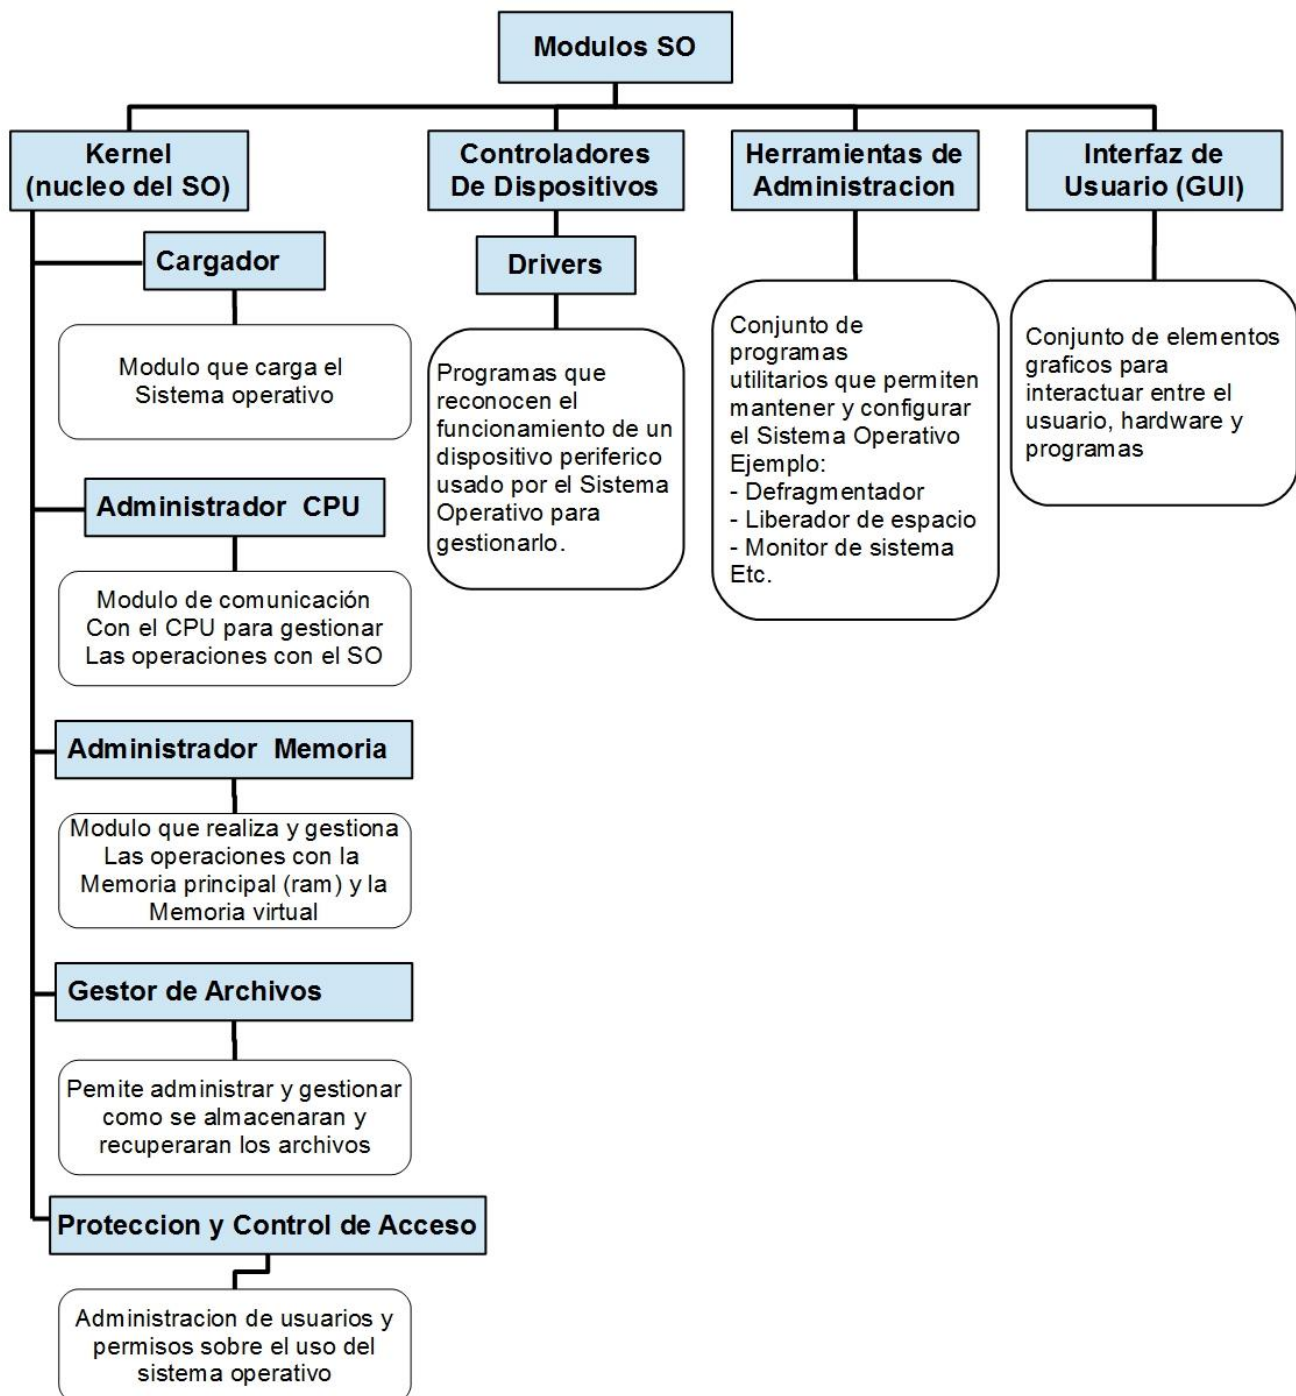 Modulos SO
Kernel
(nucleo del SO)
Cargador
Modulo que carga el
Sistema operativo
Administrador CPU
Modulo de comunicación
Con el CPU para gestionar
Las operaciones con el SO
Administrador Memoria
Modulo que realiza y gestiona
Las operaciones con la
Memoria principal (ram) y la
Memoria virtual
Gestor de Archivos
Pemite administrar y gestionar
como se almacenaran y
recuperaran los archivos
Proteccion y Control de Acceso
Administracion de usuarios y
permisos sobre el uso del
sistema operativo
Controladores
De Dispositivos
Drivers
Programas que
reconocen el
funcionamiento de un
dispositivo periferico
usado por el Sistema
Operativo para
gestionarlo.
Herramientas de
Administracion
Conjunto de
programas
utilitarios que permiten
mantener y configurar
el Sistema Operativo
Ejemplo:
- Defragmentador
- Liberador de espacio
- Monitor de sistema
Etc.
Interfaz de
Usuario (GUI)
Conjunto de elementos
graficos para
interactuar entre el
usuario, hardware y
programas